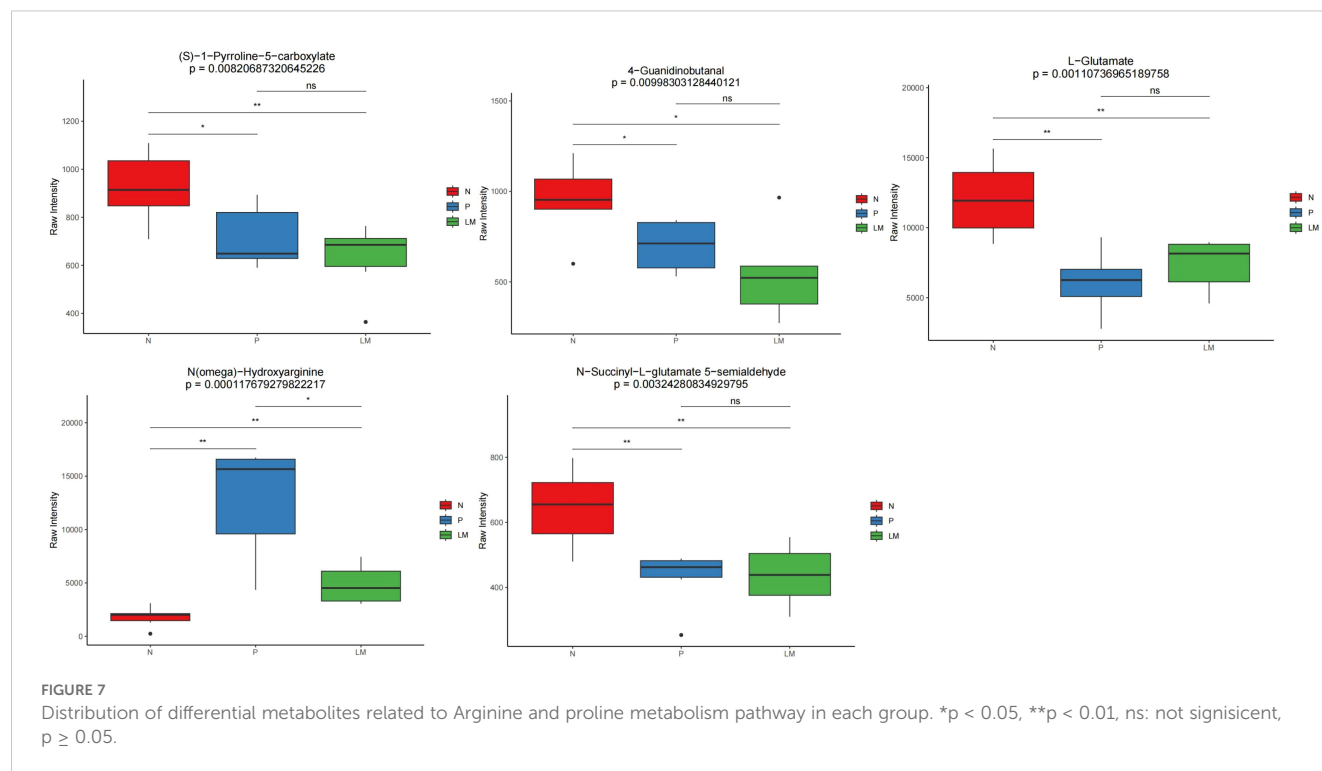 (S)−1−Pyrroline−5−carboxylate
p = 0.00820687320645226
ns
**
*
1200
1000
800
600
400
Raw Intensity
N
P
LM
N
P
LM
4−Guanidinobutanal
p = 0.00998303128440121
ns
*
*
1500
1000
500
Raw Intensity
N
P
LM
N
P
LM
L−Glutamate
p = 0.00110736965189758
ns
**
**
20000
15000
10000
5000
Raw Intensity
N
P
LM
N
P
LM
N(omega)−Hydroxyarginine
p = 0.000117679279822217
*
**
**
20000
15000
10000
5000
0
Raw Intensity
N
P
LM
N
P
LM
N−Succinyl−L−glutamate 5−semialdehyde
p = 0.00324280834929795
ns
**
**
800
600
400
Raw Intensity
N
P
LM
N
P
LM
FIGURE 7
Distribution of differential metabolites related to Arginine and proline metabolism pathway in each group. *p < 0.05, **p < 0.01, ns: not signisicent,
p ≥ 0.05.